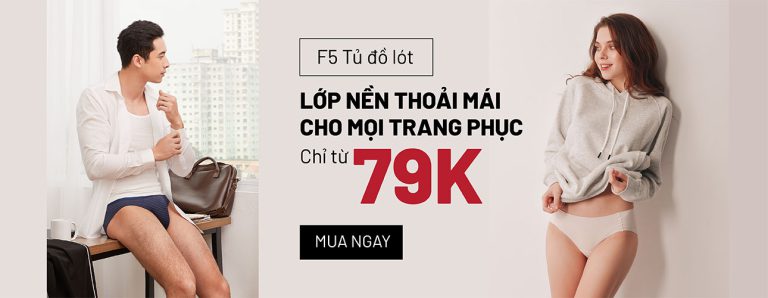 F5 Tủ đồ lót
LỚP NỀN THOẢI MÁI
CHO MỌI TRANG PHỤC
Chỉ từ 79K
MUA NGAY